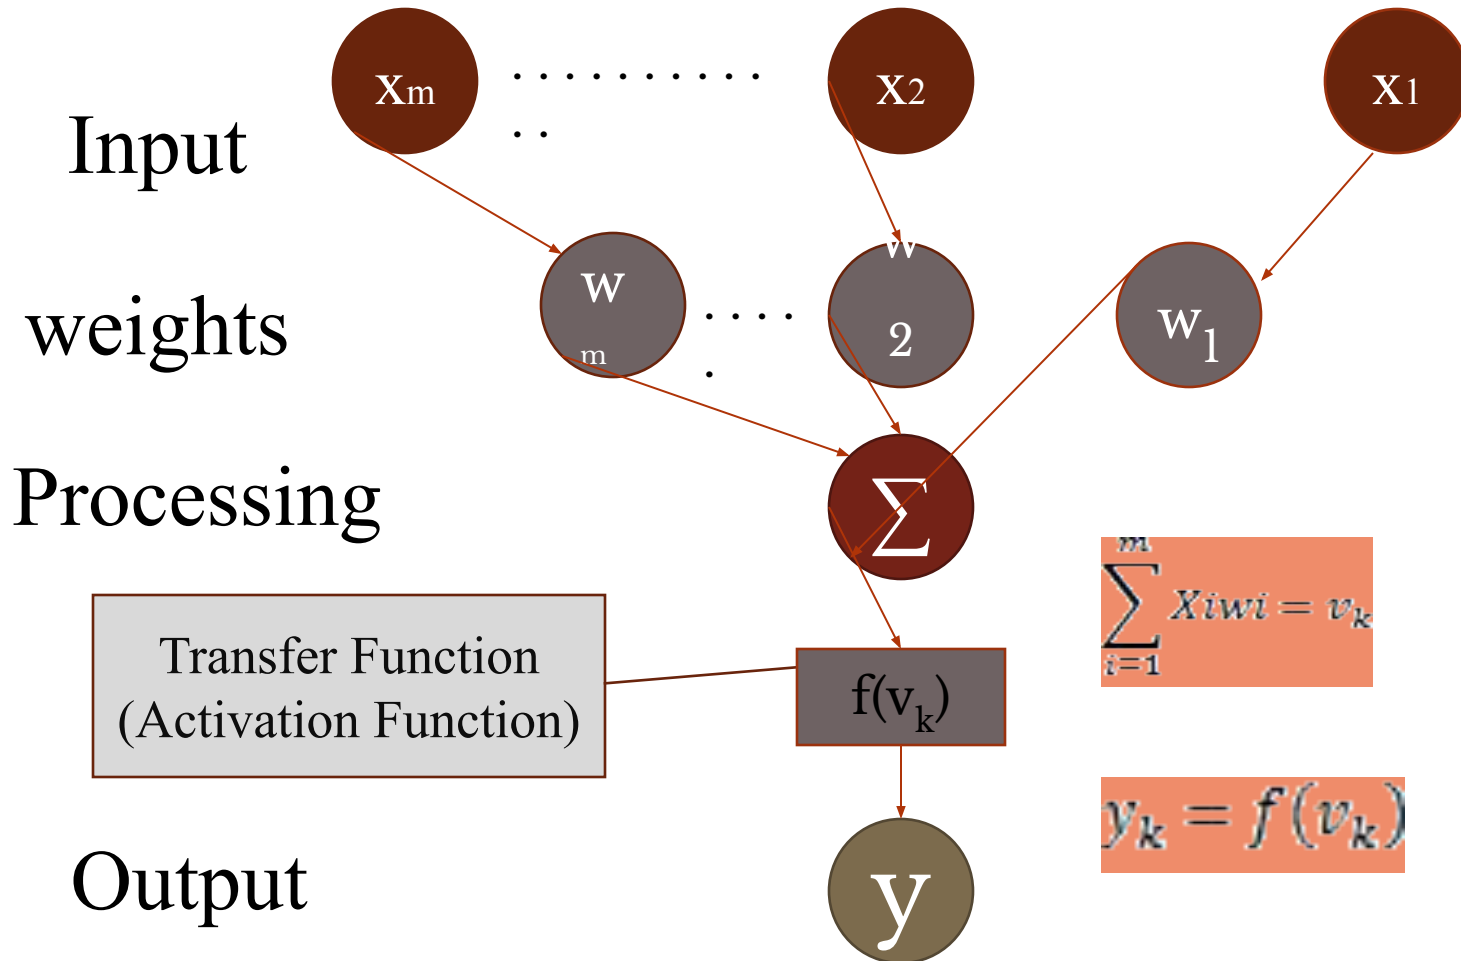 xm . . . . . . . . . . x2 x1
. .
Input
w
m
. . . .
.
w
2
w1
weights
Processing
∑
m
∑ Xiwi = vk
i=1
Transfer Function
(Activation Function)
f(vk)
yk = f(vk)
Output
y